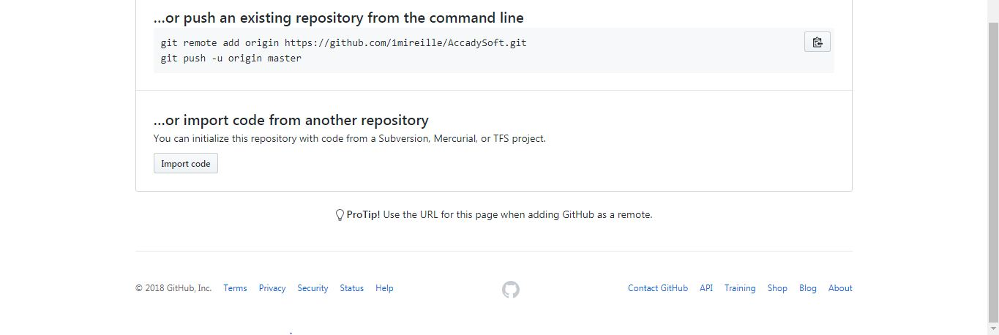 …or push an existing repository from the command line
git remote add origin https://github.com/1mireille/AccadySoft.git
git push -u origin master
…or import code from another repository
You can initialize this repository with code from a Subversion, Mercurial, or TFS project.
Import code
ProTip! Use the URL for this page when adding GitHub as a remote.
© 2018 GitHub, Inc. Terms Privacy Security Status Help Contact GitHub API Training Shop Blog About